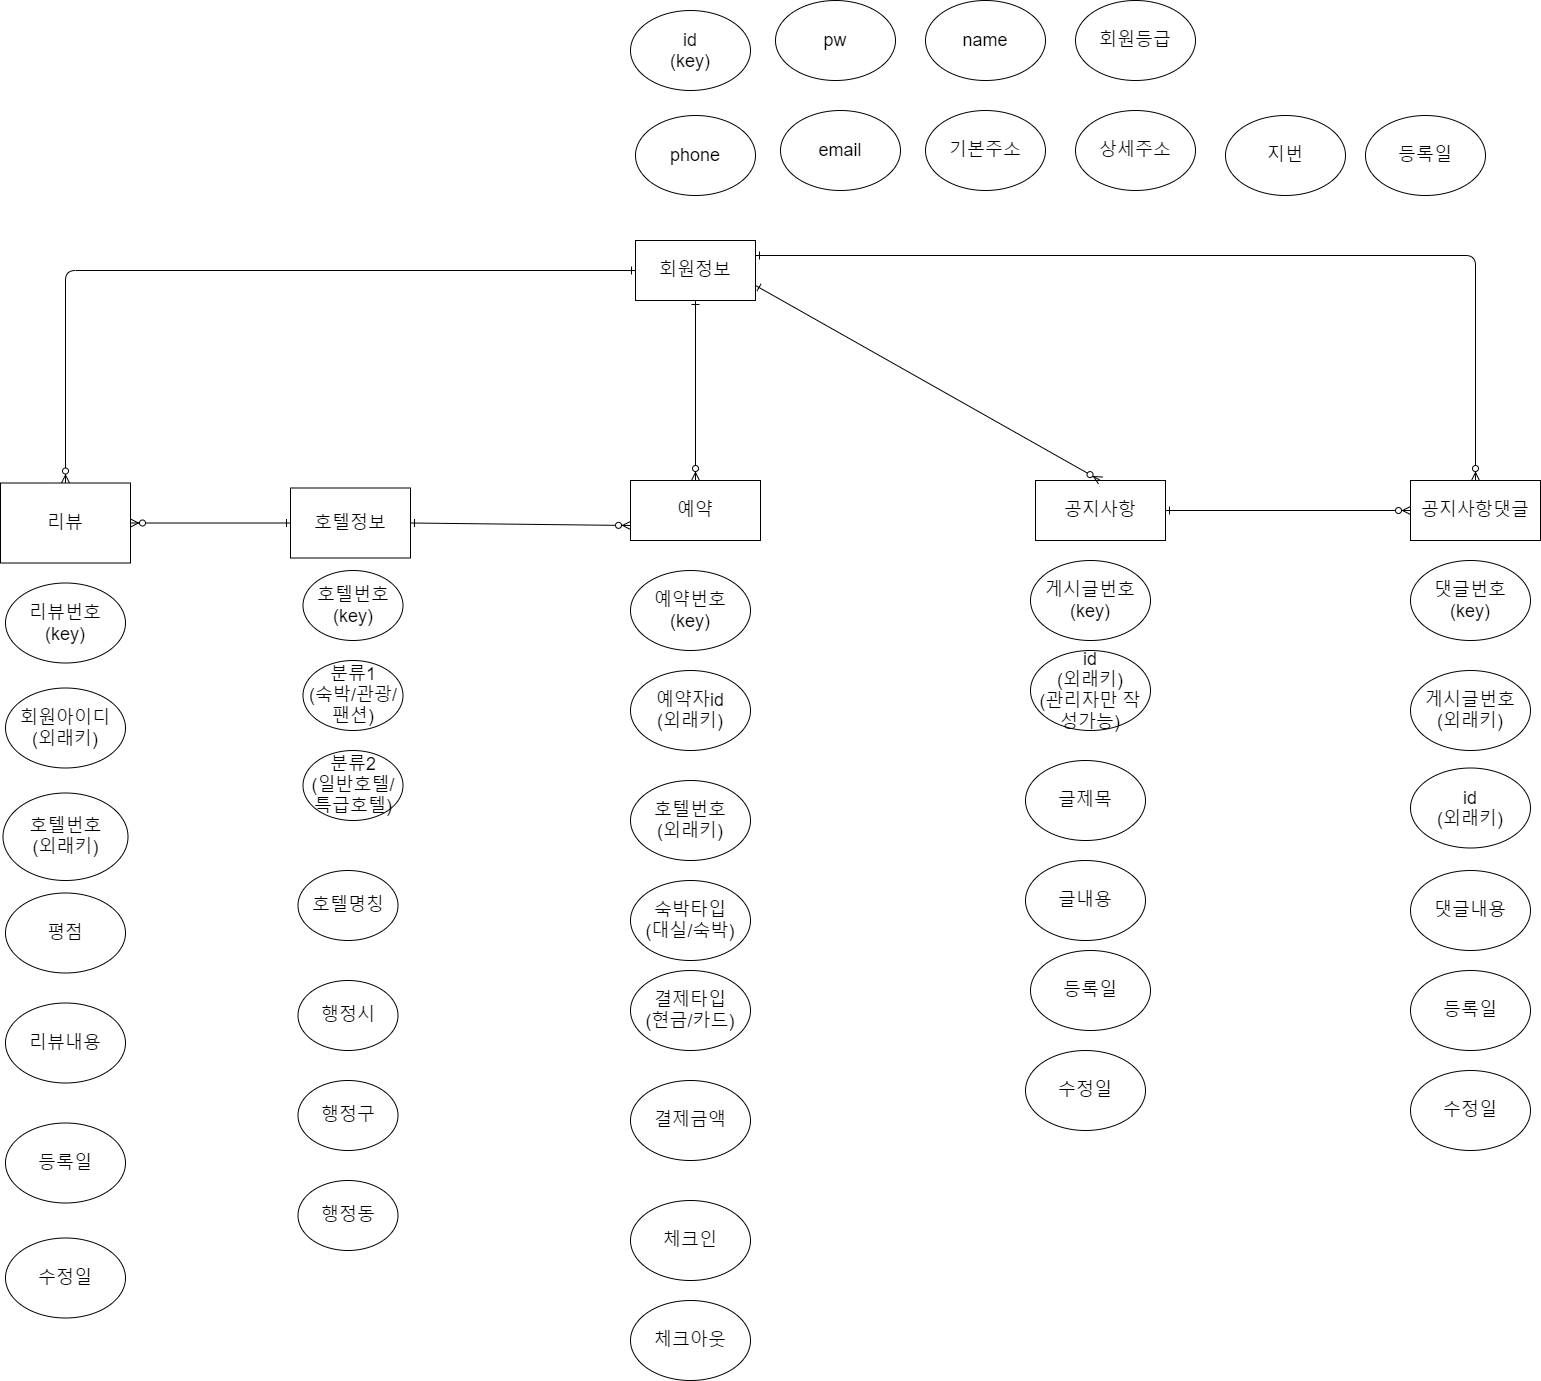 id
(key)
pw
name
회원등급
phone
email
기본주소
상세주소
지번
등록일
회원정보
리뷰
호텔정보
예약
공지사항
공지사항댓글
리뷰번호
(key)
회원아이디
(외래키)
호텔번호
(외래키)
평점
리뷰내용
등록일
수정일
호텔번호
(key)
분류1
(숙박/관광/
팬션)
분류2
(일반호텔/
특급호텔)
호텔명칭
행정시
행정구
행정동
예약번호
(key)
예약자id
(외래키)
호텔번호
(외래키)
숙박타입
(대실/숙박)
결제타입
(현금/카드)
결제금액
체크인
체크아웃
게시글번호
(key)
id
(외래키)
(관리자만 작
성가능)
글제목
글내용
등록일
수정일
댓글번호
(key)
게시글번호
(외래키)
id
(외래키)
댓글내용
등록일
수정일